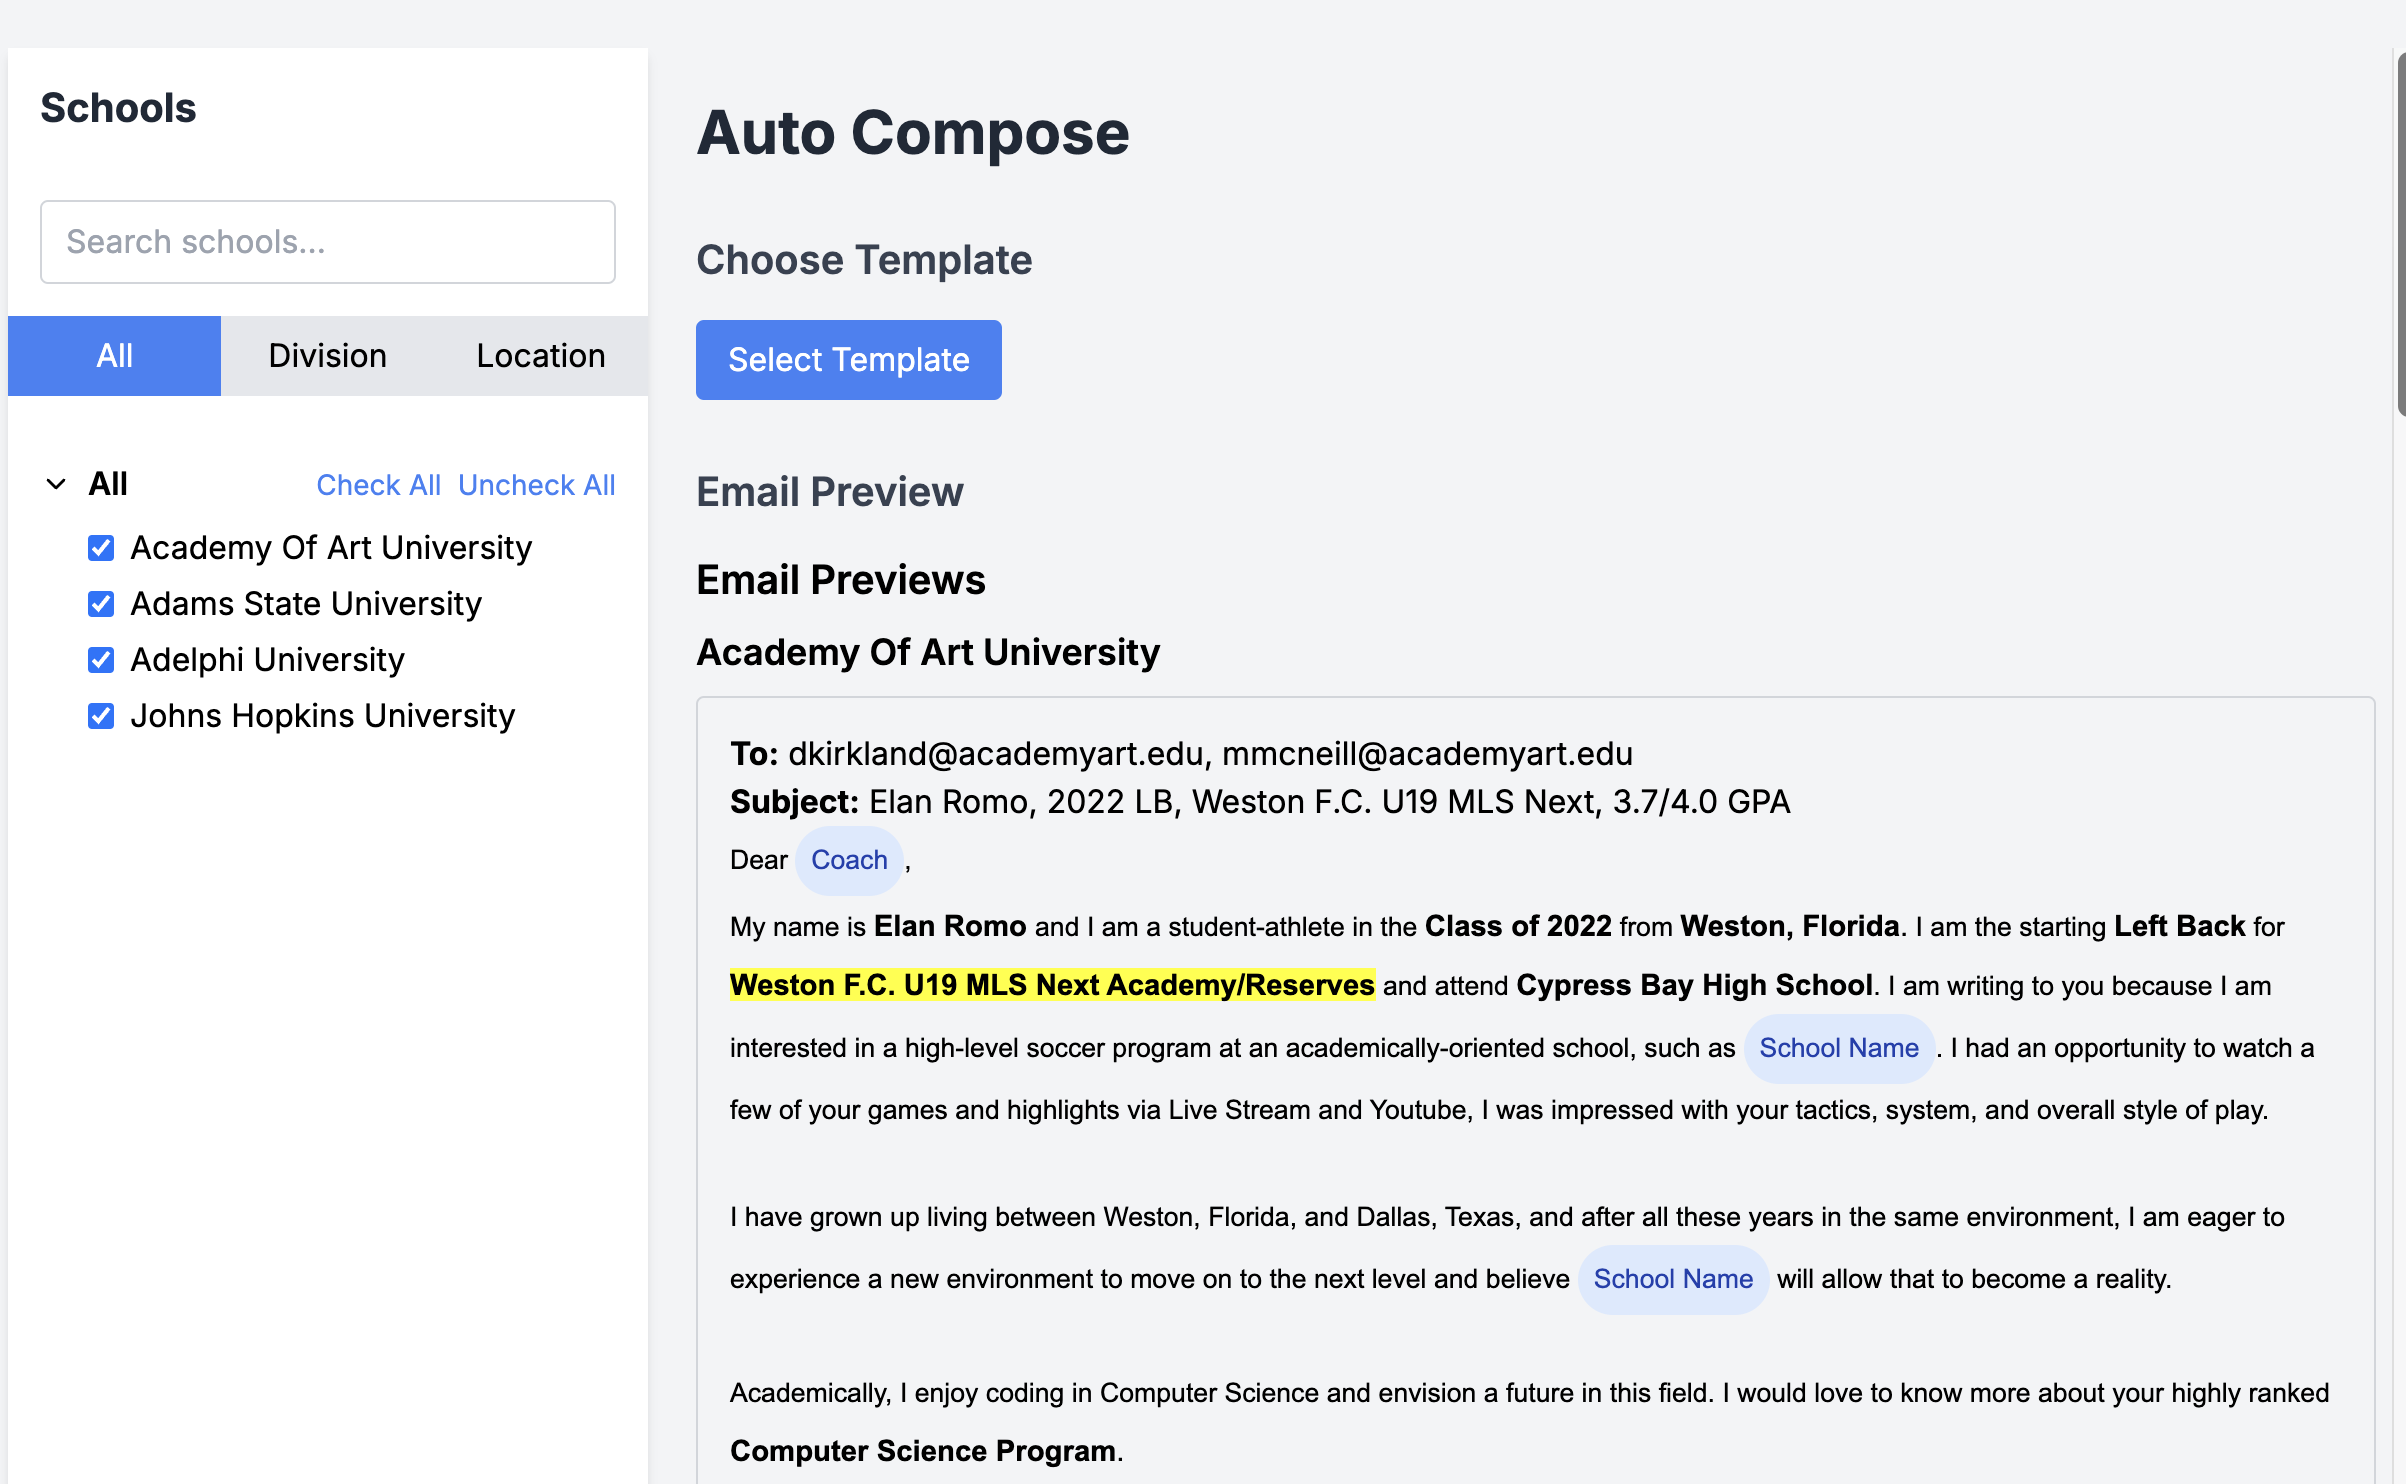 Schools
Search schools...
All
Division
Location
All
Check All
Uncheck All
Academy Of Art University
Adams State University
Adelphi University
Johns Hopkins University
Auto Compose
Choose Template
Select Template
Email Preview
Email Previews
Academy Of Art University
To: dkirkland@academyart.edu, mmcneill@academyart.edu
Subject: Elan Romo, 2022 LB, Weston F.C. U19 MLS Next, 3.7/4.0 GPA
Dear Coach ,
My name is Elan Romo and I am a student-athlete in the Class of 2022 from Weston, Florida. I am the starting Left Back for
Weston F.C. U19 MLS Next Academy/Reserves and attend Cypress Bay High School. I am writing to you because I am
interested in a high-level soccer program at an academically-oriented school, such as School Name . I had an opportunity to watch a
few of your games and highlights via Live Stream and Youtube, I was impressed with your tactics, system, and overall style of play.
I have grown up living between Weston, Florida, and Dallas, Texas, and after all these years in the same environment, I am eager to
experience a new environment to move on to the next level and believe School Name will allow that to become a reality.
Academically, I enjoy coding in Computer Science and envision a future in this field. I would love to know more about your highly ranked
Computer Science Program.